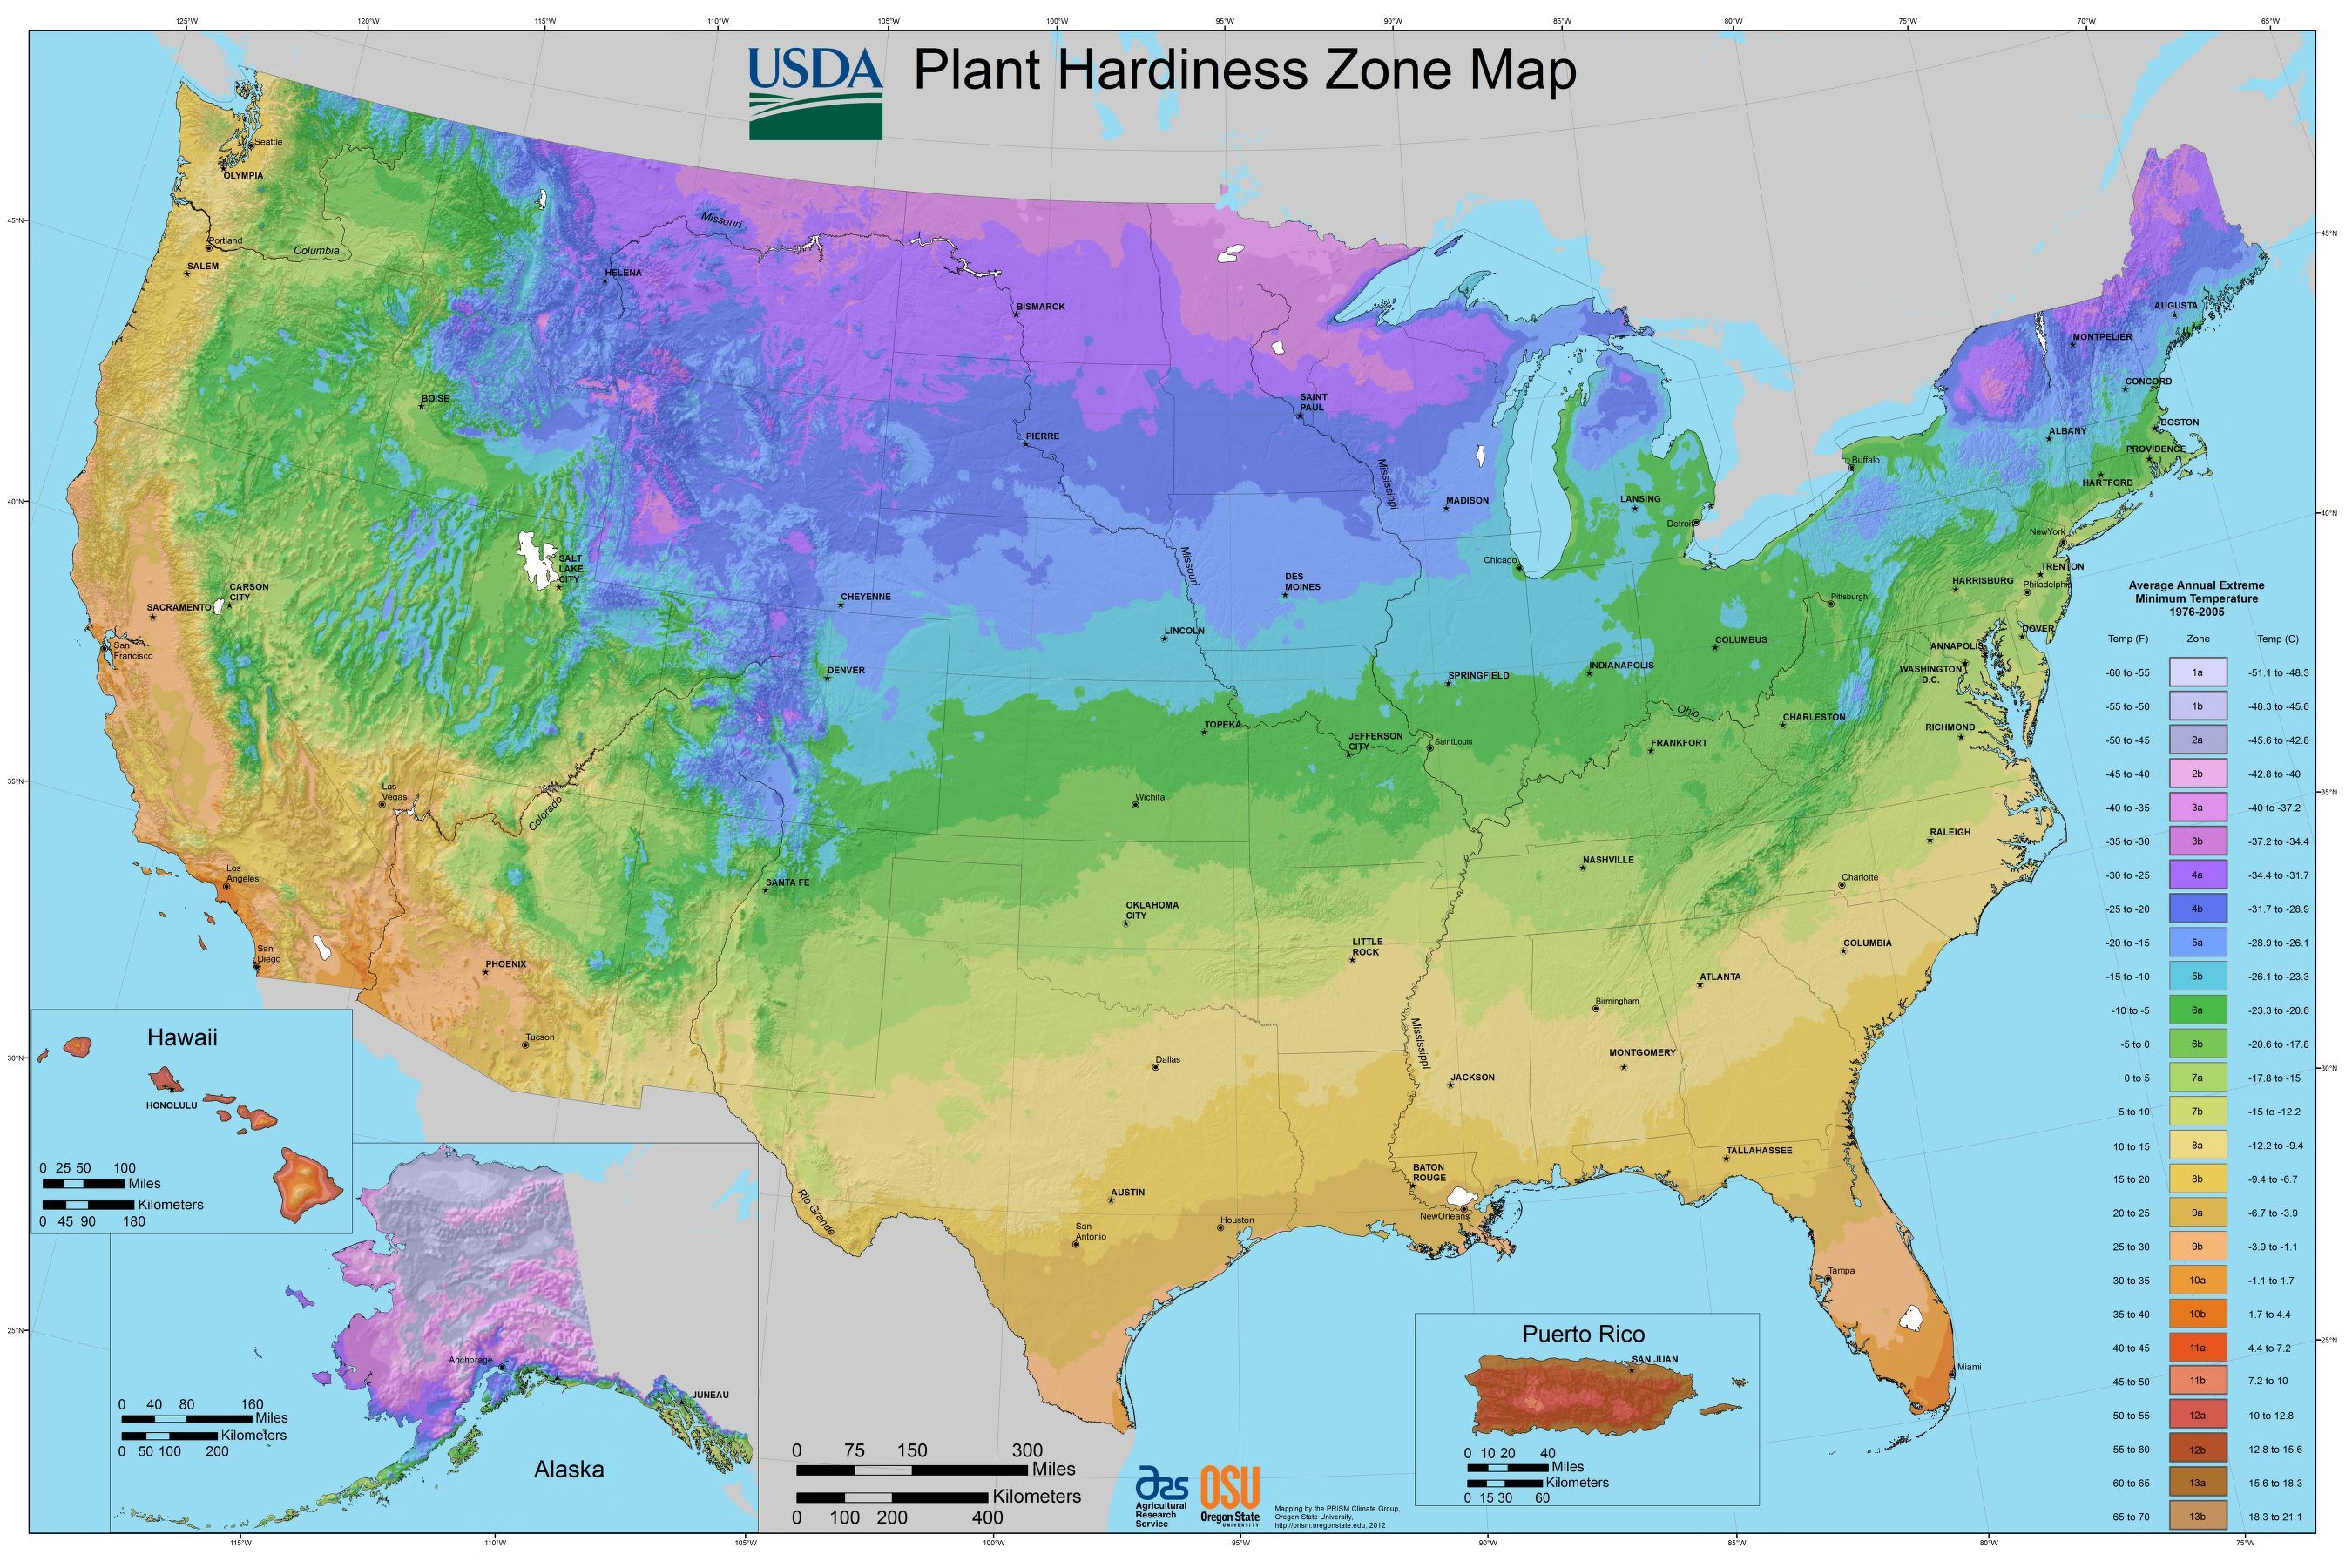 125°W 120°W 115°W 110°W 105°W 100°W 95°W 90°W 85°W 80°W 75°W 70°W 65°W
USDA Plant Hardiness Zone Map
45°N
40°N
35°N
30°N
25°N
45°N
40°N
35°N
30°N
25°N
Seattle
OLYMPIA
Portland
Columbia
SALEM
Missouri
HELENA
BISMARCK
BOISE
PIERRE
SAINT
PAUL
Mississippi
MADISON
LANSING
Detroit
Buffalo
AUGUSTA
MONTPELIER
CONCORD
BOSTON
ALBANY
PROVIDENCE
HARTFORD
NewYork
TRENTON
HARRISBURG
Philadelphia
Pittsburgh
DOVER
ANNAPOLIS
WASHINGTON
D.C.
SALT
LAKE
CITY
CARSON
CITY
SACRAMENTO
San
Francisco
CHEYENNE
DENVER
LINCOLN
Missouri
DES
MOINES
Chicago
SPRINGFIELD
INDIANAPOLIS
COLUMBUS
TOPEKA
JEFFERSON
CITY
SaintLouis
Ohio
FRANKFORT
CHARLESTON
RICHMOND
Las
Vegas
Colorado
Wichita
Los
Angeles
SANTA FE
OKLAHOMA
CITY
NASHVILLE
RALEIGH
Charlotte
San
Diego
PHOENIX
LITTLE
ROCK
COLUMBIA
ATLANTA
Birmingham
Tucson
Dallas
Mississippi
JACKSON
MONTGOMERY
TALLAHASSEE
Rio Grande
AUSTIN
San
Antonio
Houston
BATON
ROUGE
NewOrleans
Tampa
Miami
Average Annual Extreme
Minimum Temperature
1976-2005
Temp (F) Zone Temp (C)
-60 to -55 1a -51.1 to -48.3
-55 to -50 1b -48.3 to -45.6
-50 to -45 2a -45.6 to -42.8
-45 to -40 2b -42.8 to -40
-40 to -35 3a -40 to -37.2
-35 to -30 3b -37.2 to -34.4
-30 to -25 4a -34.4 to -31.7
-25 to -20 4b -31.7 to -28.9
-20 to -15 5a -28.9 to -26.1
-15 to -10 5b -26.1 to -23.3
-10 to -5 6a -23.3 to -20.6
-5 to 0 6b -20.6 to -17.8
0 to 5 7a -17.8 to -15
5 to 10 7b -15 to -12.2
10 to 15 8a -12.2 to -9.4
15 to 20 8b -9.4 to -6.7
20 to 25 9a -6.7 to -3.9
25 to 30 9b -3.9 to -1.1
30 to 35 10a -1.1 to 1.7
35 to 40 10b 1.7 to 4.4
40 to 45 11a 4.4 to 7.2
45 to 50 11b 7.2 to 10
50 to 55 12a 10 to 12.8
55 to 60 12b 12.8 to 15.6
60 to 65 13a 15.6 to 18.3
65 to 70 13b 18.3 to 21.1
Hawaii
HONOLULU
0 25 50 100
Miles
Kilometers
0 45 90 180
Anchorage
JUNEAU
0 40 80 160
Miles
Kilometers
0 50 100 200
Alaska
0 75 150 300
Miles
Kilometers
0 100 200 400
ars
Agricultural
Research
Service
OSU
Oregon State
UNIVERSITY
Mapping by the PRISM Climate Group,
Oregon State University,
http://prism.oregonstate.edu, 2012
Puerto Rico
SAN JUAN
0 10 20 40
Miles
Kilometers
0 15 30 60
115°W 110°W 105°W 100°W 95°W 90°W 85°W 80°W 75°W